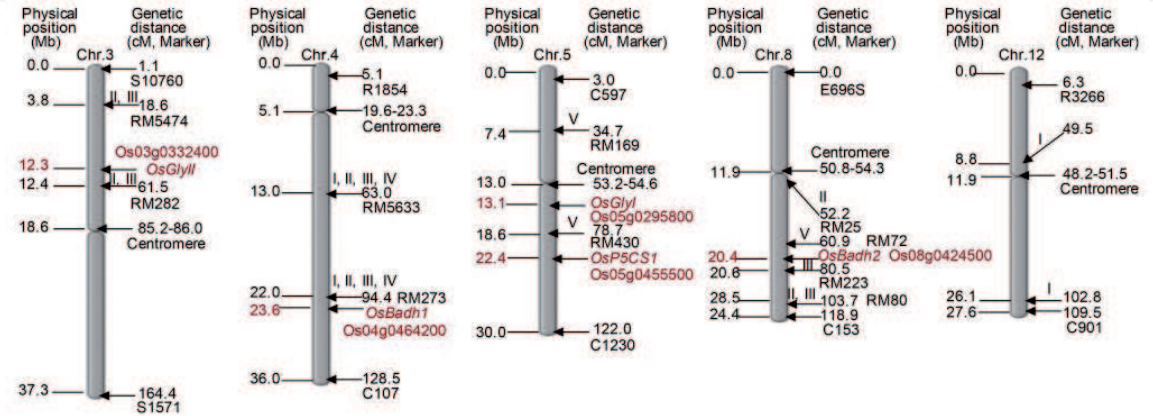 Physical position (Mb)
Genetic distance (cM, Marker)
Chr.3
0.0
1.1
S10760
II, III
3.8
18.6
RM5474
Os03g0332400
12.3
OsGlyII
I, III
12.4
61.5
RM282
18.6
85.2-86.0
Centromere
37.3
164.4
S1571
Physical position (Mb)
Genetic distance (cM, Marker)
Chr.4
0.0
5.1
R1854
5.1
19.6-23.3
Centromere
I, II, III, IV
13.0
63.0
RM5633
I, II, III, IV
22.0
94.4 RM273
23.6
OsBadh1
Os04g0464200
36.0
128.5
C107
Physical position (Mb)
Genetic distance (cM, Marker)
Chr.5
0.0
3.0
C597
V
7.4
34.7
RM169
Centromere
13.0
53.2-54.6
13.1
OsGlyI
Os05g0295800
V
78.7
18.6
RM430
22.4
OsP5CS1
Os05g0455500
30.0
122.0
C1230
Physical position (Mb)
Genetic distance (cM, Marker)
Chr.8
0.0
0.0
E696S
Centromere
11.9
50.8-54.3
II
52.2
RM25
V
60.9 RM72
20.4
OsBadh2 Os08g0424500
III
20.6
80.5
RM223
II, III
28.5
103.7 RM80
24.4
118.9
C153
Physical position (Mb)
Genetic distance (cM, Marker)
Chr.12
0.0
6.3
R3266
I
49.5
8.8
11.9
48.2-51.5
Centromere
I
26.1
102.8
27.6
109.5
C901